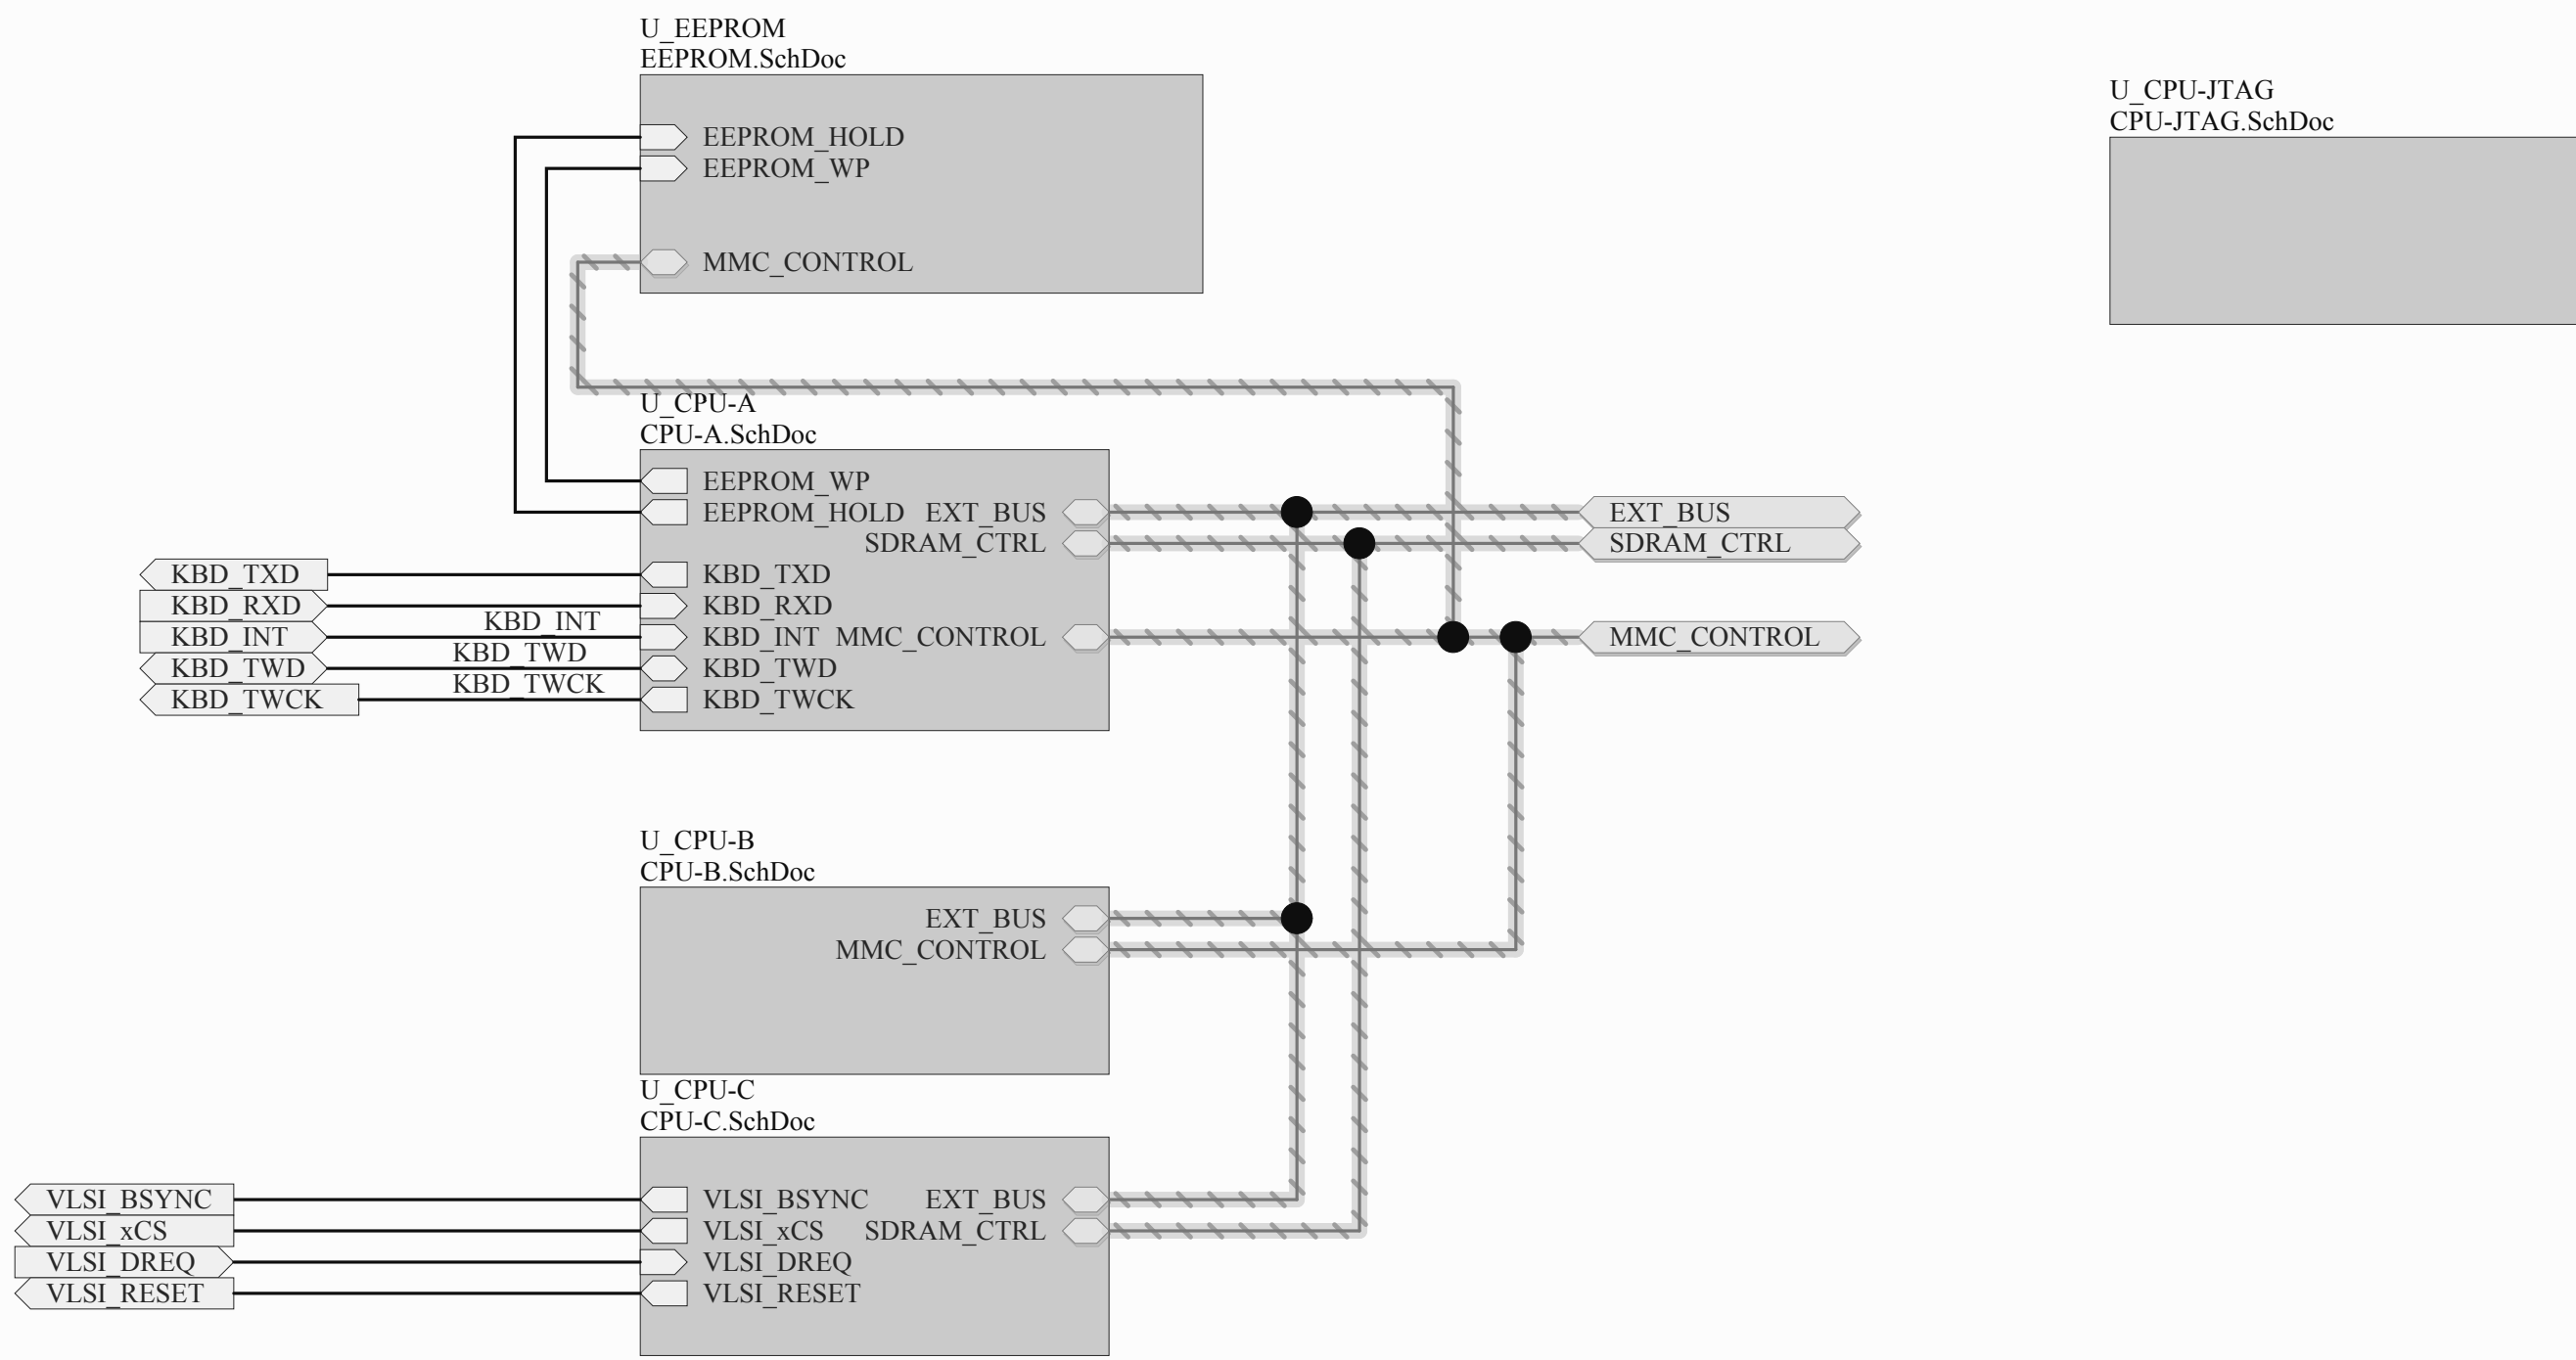 U_EEPROM
EEPROM.SchDoc
EEPROM_HOLD
EEPROM_WP
MMC_CONTROL
U_CPU-JTAG
CPU-JTAG.SchDoc
U_CPU-A
CPU-A.SchDoc
EEPROM_WP
EEPROM_HOLD EXT_BUS
EXT_BUS
SDRAM_CTRL
SDRAM_CTRL
KBD_TXD
KBD_TXD
KBD_RXD
KBD_RXD
KBD_INT
KBD_INT
KBD_INT MMC_CONTROL
MMC_CONTROL
KBD_TWD
KBD_TWD
KBD_TWD
KBD_TWCK
KBD_TWCK
KBD_TWCK
U_CPU-B
CPU-B.SchDoc
EXT_BUS
MMC_CONTROL
U_CPU-C
CPU-C.SchDoc
VLSI_BSYNC
VLSI_BSYNC EXT_BUS
VLSI_xCS
VLSI_xCS SDRAM_CTRL
VLSI_DREQ
VLSI_DREQ
VLSI_RESET
VLSI_RESET